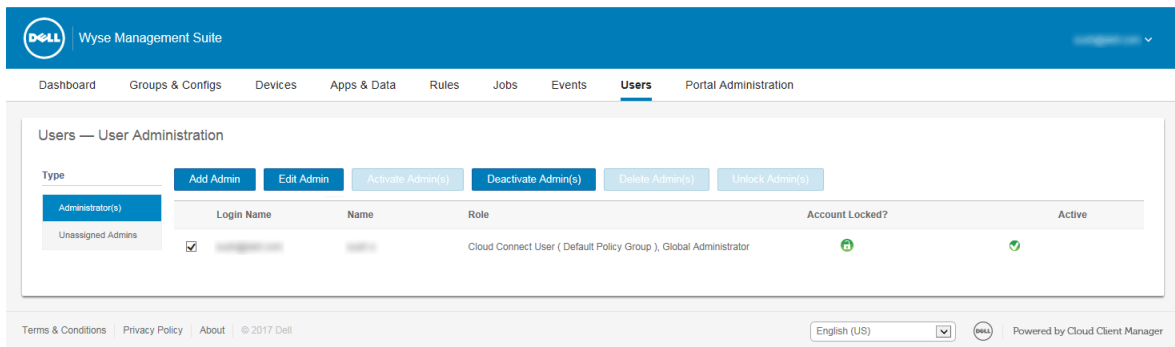 DELL Wyse Management Suite
Dashboard Groups & Configs Devices Apps & Data Rules Jobs Events Users Portal Administration
Users — User Administration
Type
Add Admin Edit Admin Activate Admin(s) Deactivate Admin(s) Delete Admin(s) Unlock Admin(s)
Administrator(s)
Unassigned Admins
Login Name Name Role Account Locked? Active
Cloud Connect User ( Default Policy Group ), Global Administrator
Terms & Conditions Privacy Policy About © 2017 Dell English (US) DELL Powered by Cloud Client Manager